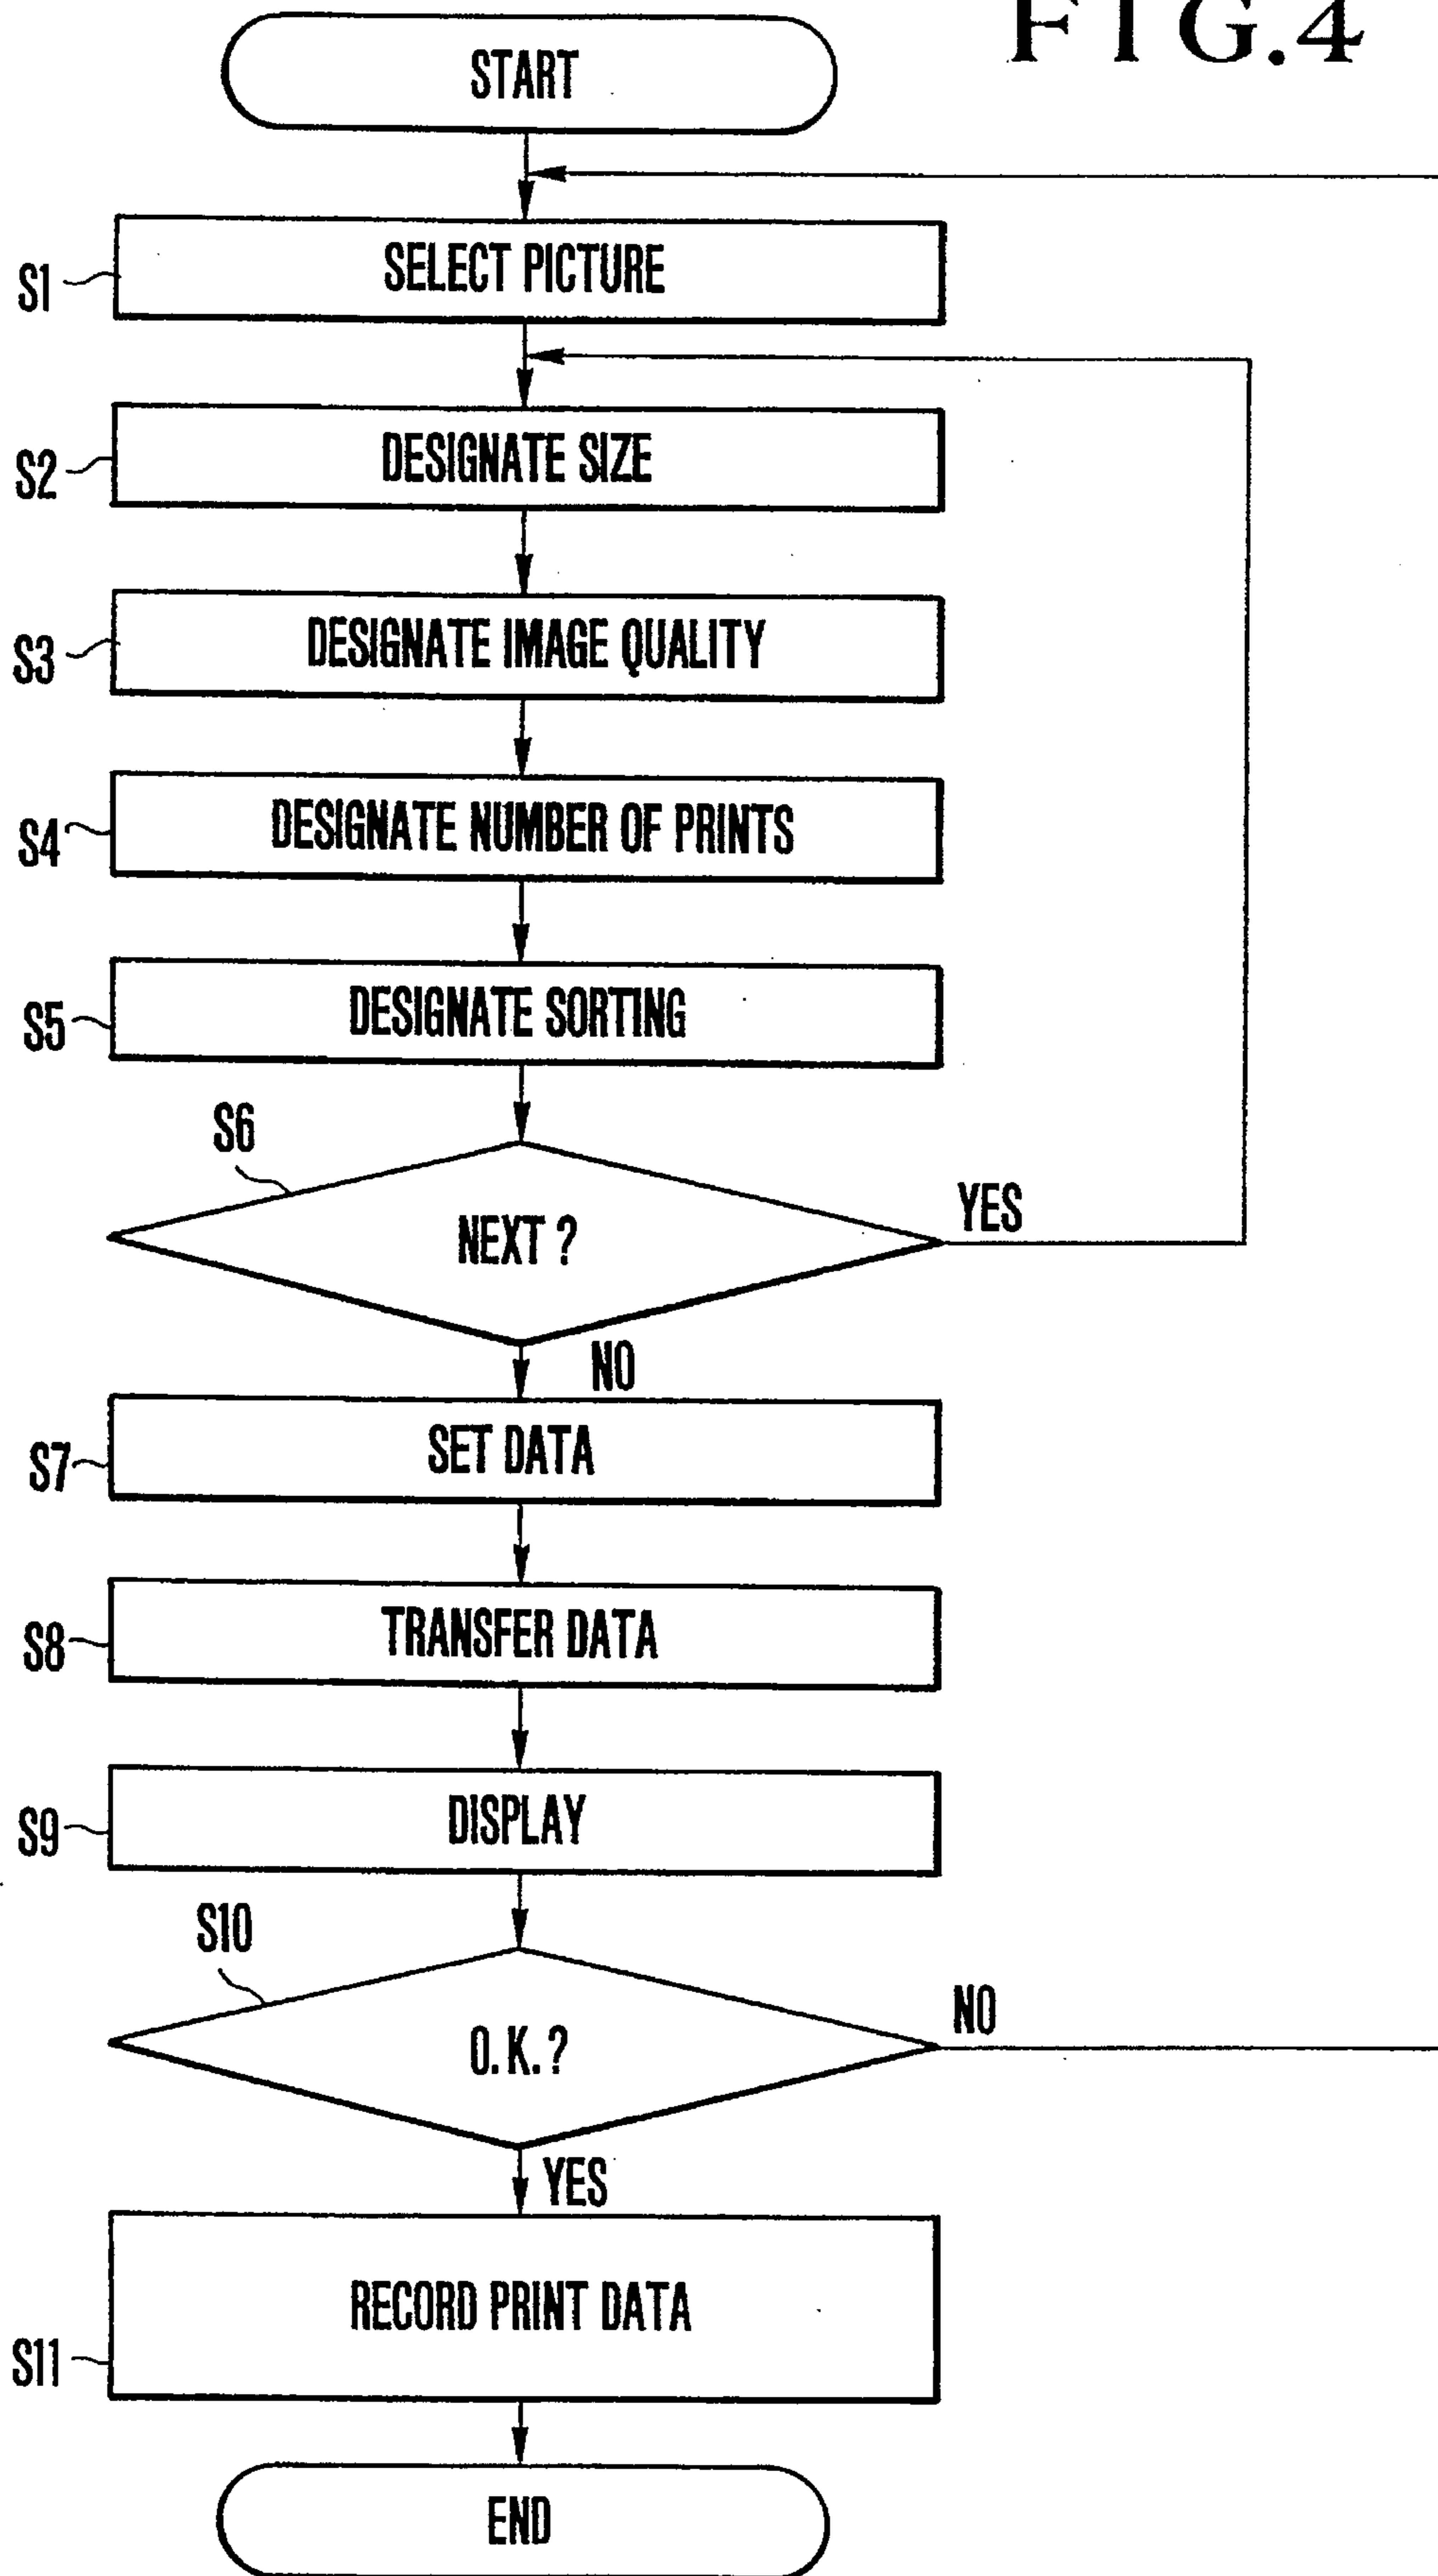 FIG.4
START
S1
SELECT PICTURE
S2
DESIGNATE SIZE
S3
DESIGNATE IMAGE QUALITY
S4
DESIGNATE NUMBER OF PRINTS
S5
DESIGNATE SORTING
S6
NEXT ?
YES
NO
S7
SET DATA
S8
TRANSFER DATA
S9
DISPLAY
S10
O.K.?
NO
YES
RECORD PRINT DATA
S11
END